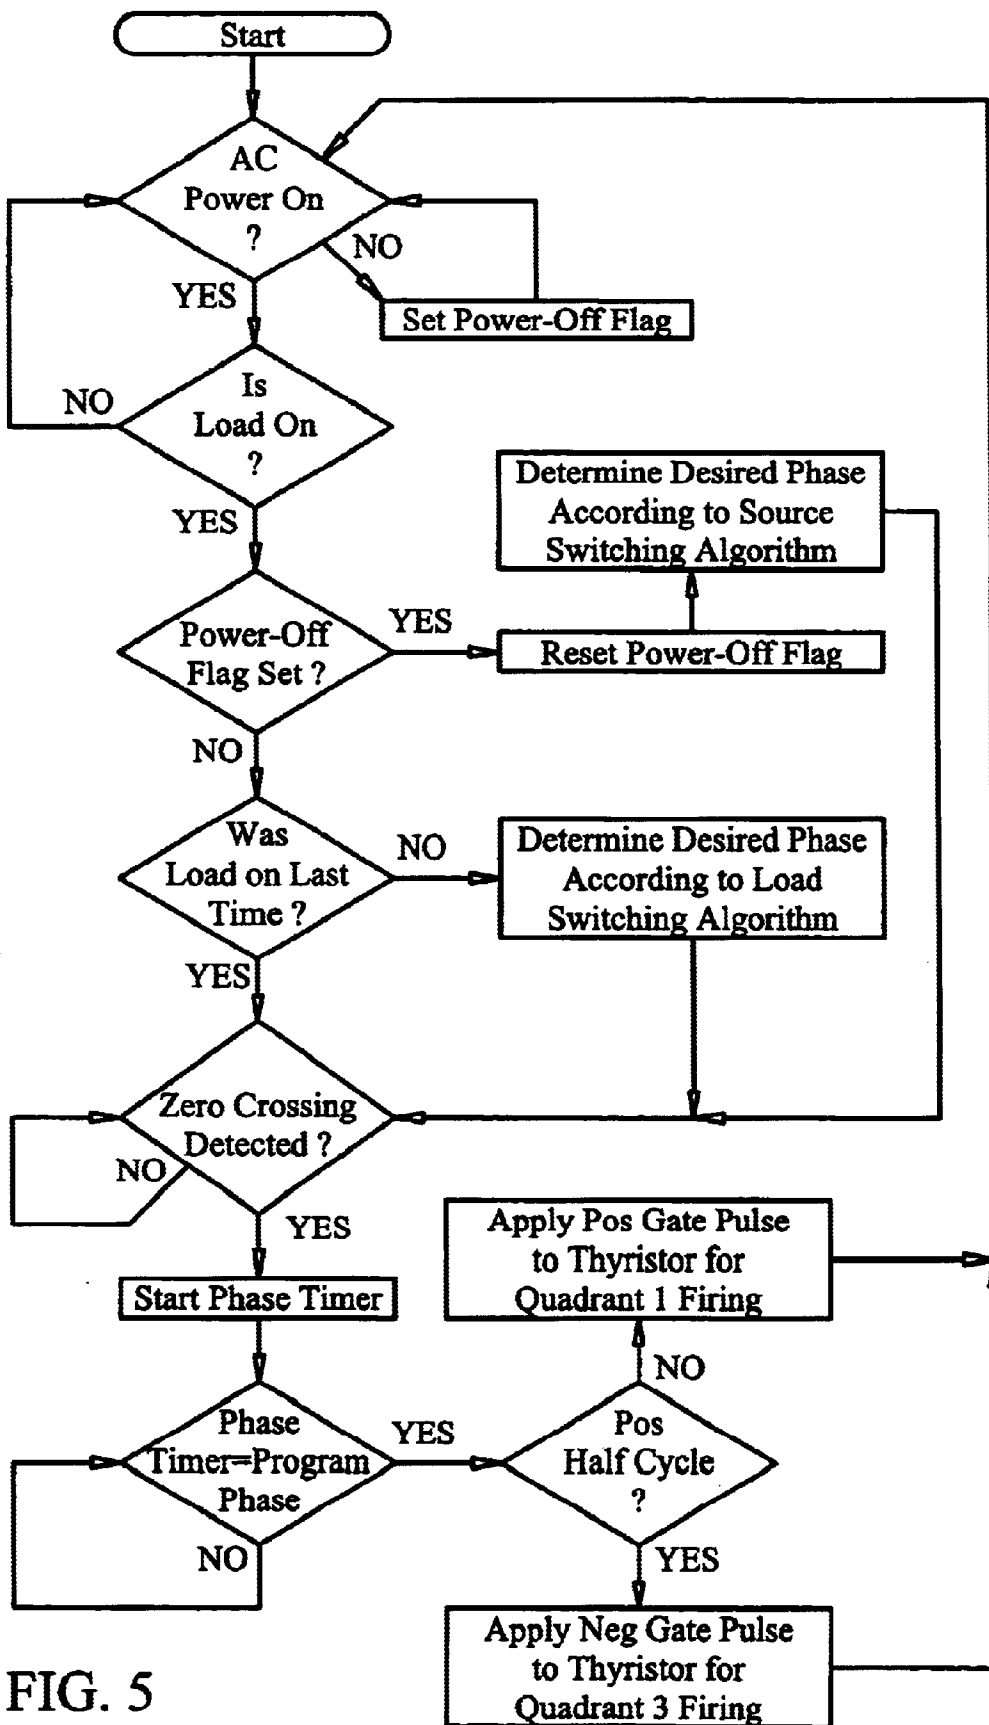 Start
AC
Power On
?
NO
YES
Set Power-Off Flag
Is
Load On
?
NO
YES
Determine Desired Phase
According to Source
Switching Algorithm
Power-Off
Flag Set ?
YES
Reset Power-Off Flag
NO
Was
Load on Last
Time ?
NO
Determine Desired Phase
According to Load
Switching Algorithm
YES
Zero Crossing
Detected ?
NO
YES
Start Phase Timer
Apply Pos Gate Pulse
to Thyristor for
Quadrant 1 Firing
NO
Phase
Timer=Program
Phase
YES
Pos
Half Cycle
?
NO
YES
Apply Neg Gate Pulse
to Thyristor for
Quadrant 3 Firing
FIG. 5